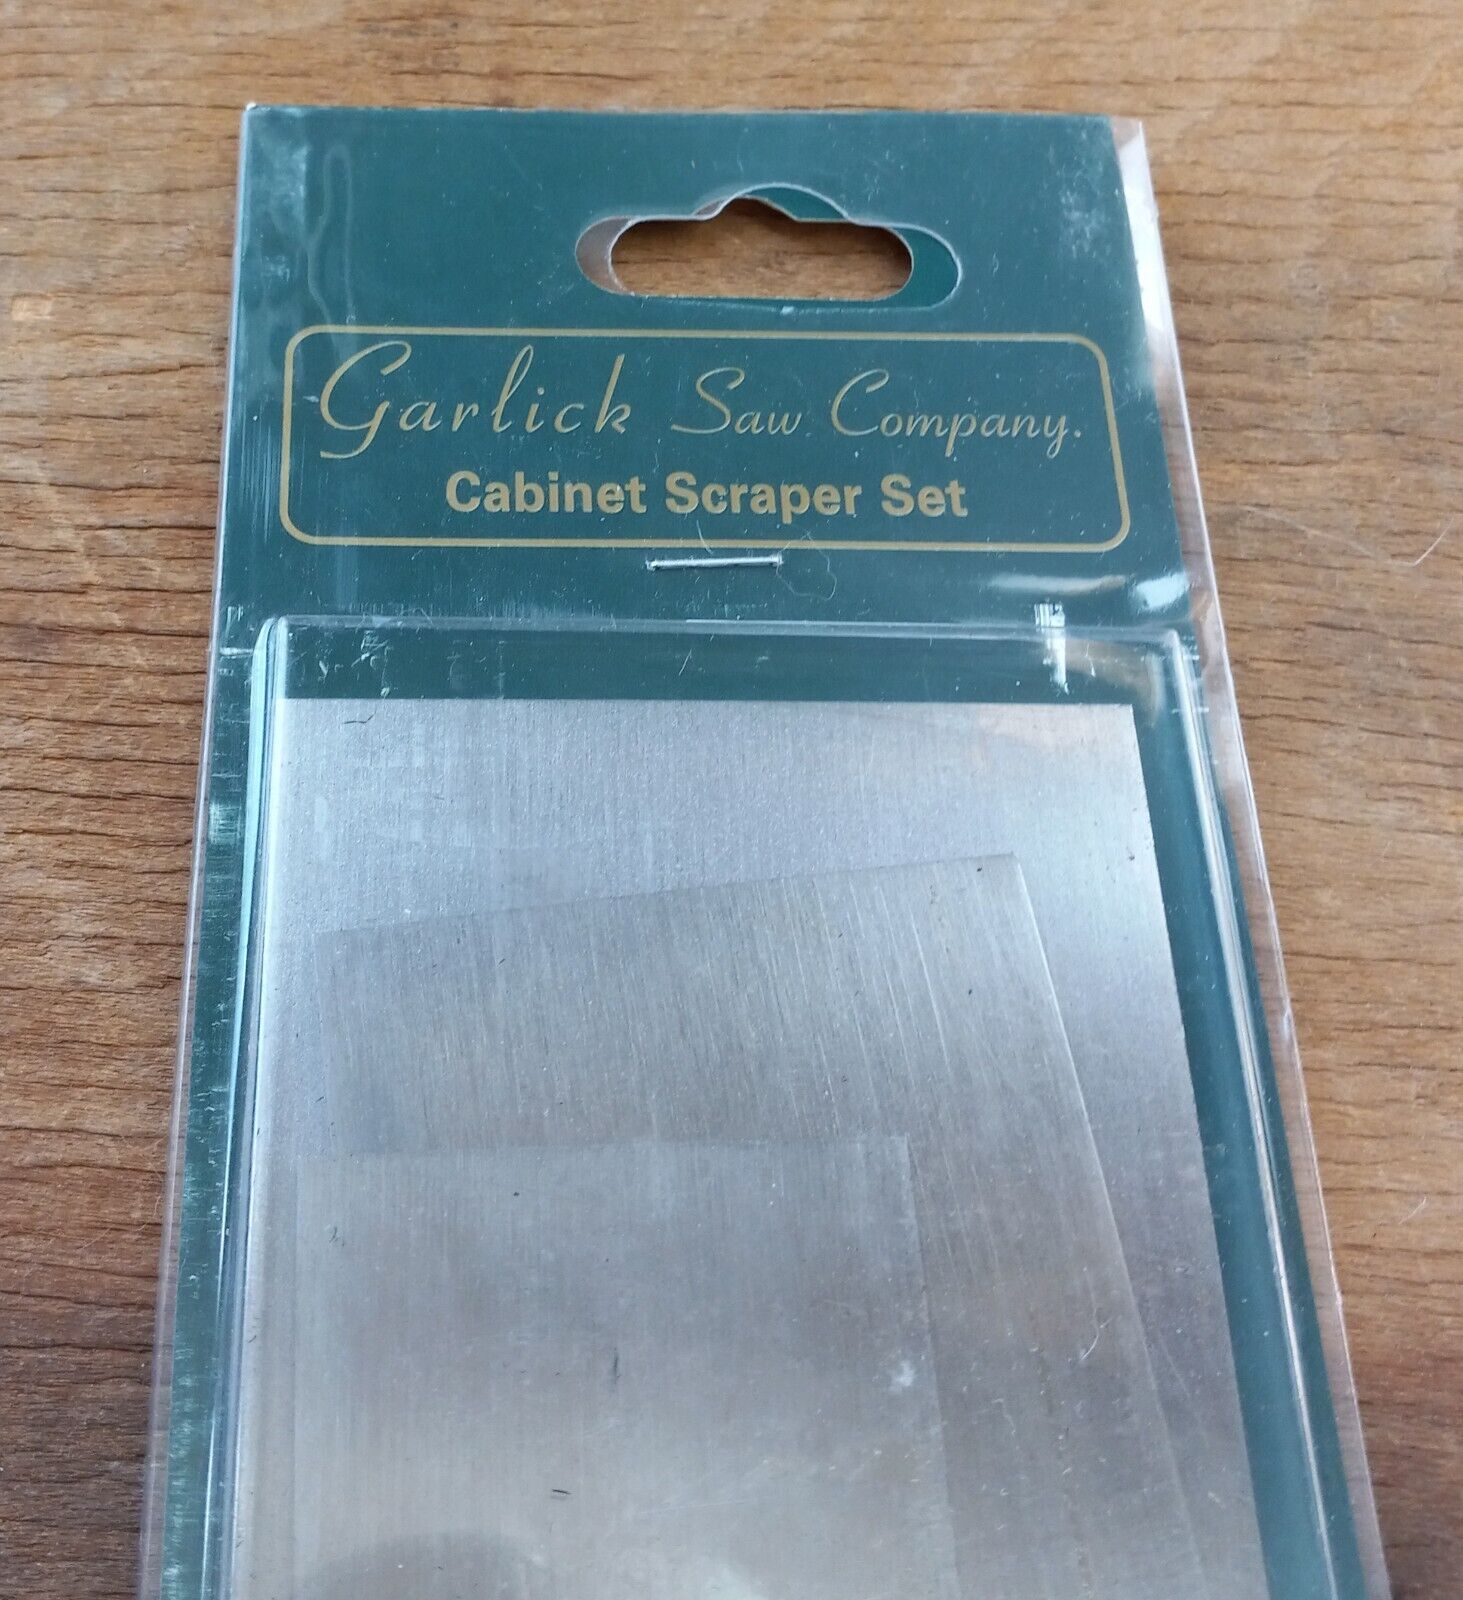 Garlick Saw Company.
Cabinet Scraper Set